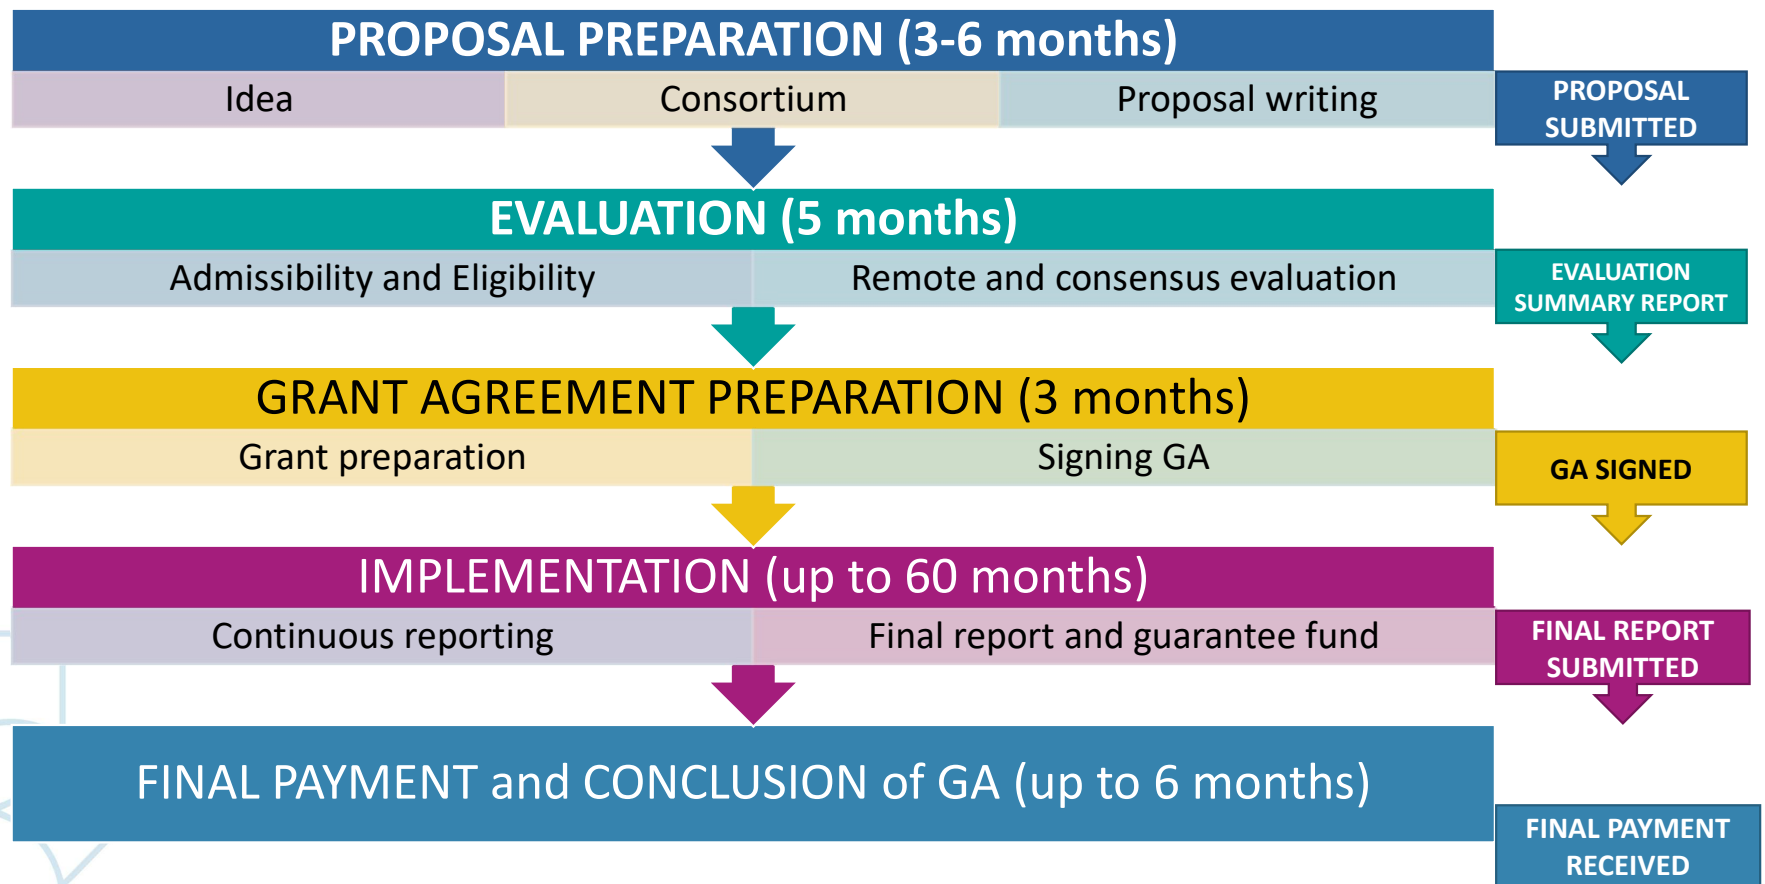 PROPOSAL PREPARATION (3-6 months)
Idea
Consortium
Proposal writing
PROPOSAL
SUBMITTED
EVALUATION (5 months)
Admissibility and Eligibility
Remote and consensus evaluation
EVALUATION
SUMMARY REPORT
GRANT AGREEMENT PREPARATION (3 months)
Grant preparation
Signing GA
GA SIGNED
IMPLEMENTATION (up to 60 months)
Continuous reporting
Final report and guarantee fund
FINAL REPORT
SUBMITTED
FINAL PAYMENT and CONCLUSION of GA (up to 6 months)
FINAL PAYMENT
RECEIVED